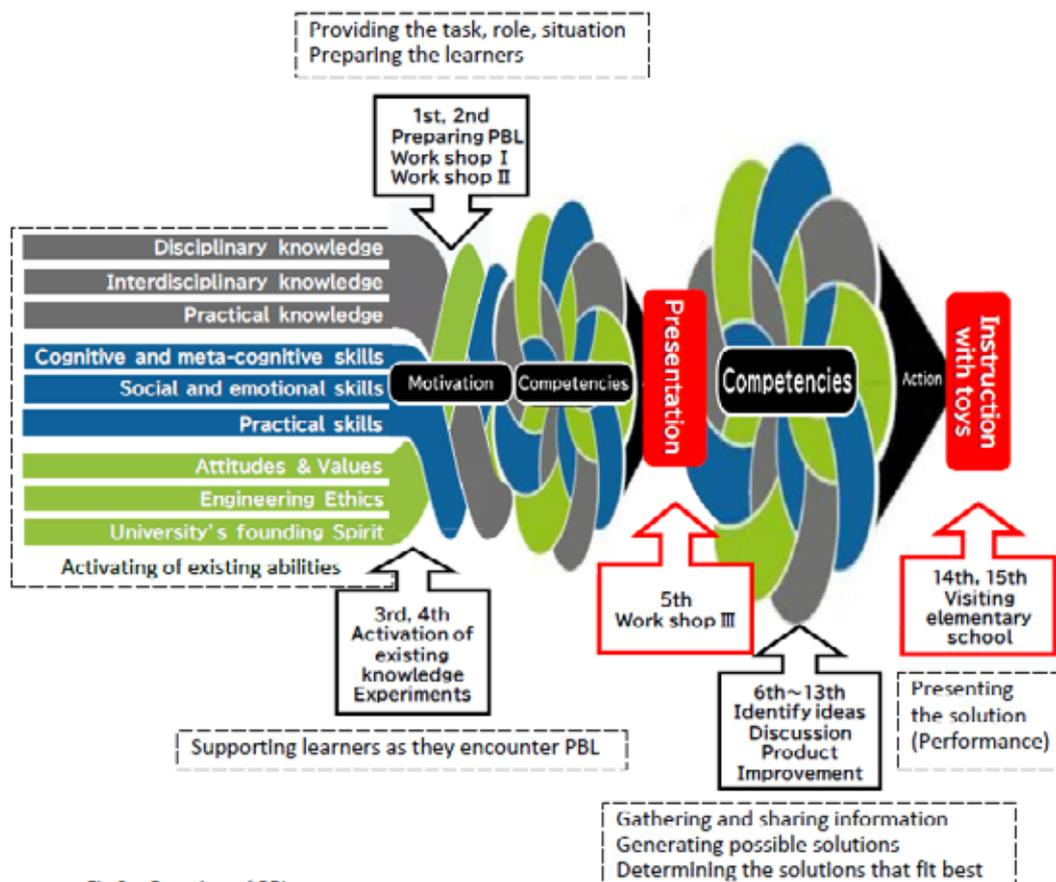 Providing the task, role, situation
Preparing the learners
1st, 2nd
Preparing PBL
Work shop Ⅰ
Work shop Ⅱ
Disciplinary knowledge
Interdisciplinary knowledge
Practical knowledge
Cognitive and meta-cognitive skills
Social and emotional skills
Practical skills
Attitudes & Values
Engineering Ethics
University's founding Spirit
Activating of existing abilities
Motivation
Competencies
Presentation
Competencies
Action
Instruction
with toys
3rd, 4th
Activation of
existing
knowledge
Experiments
5th
Work shop Ⅲ
14th, 15th
Visiting
elementary
school
6th~13th
Identify ideas
Discussion
Product
Improvement
Presenting
the solution
(Performance)
Supporting learners as they encounter PBL
Gathering and sharing information
Generating possible solutions
Determining the solutions that fit best